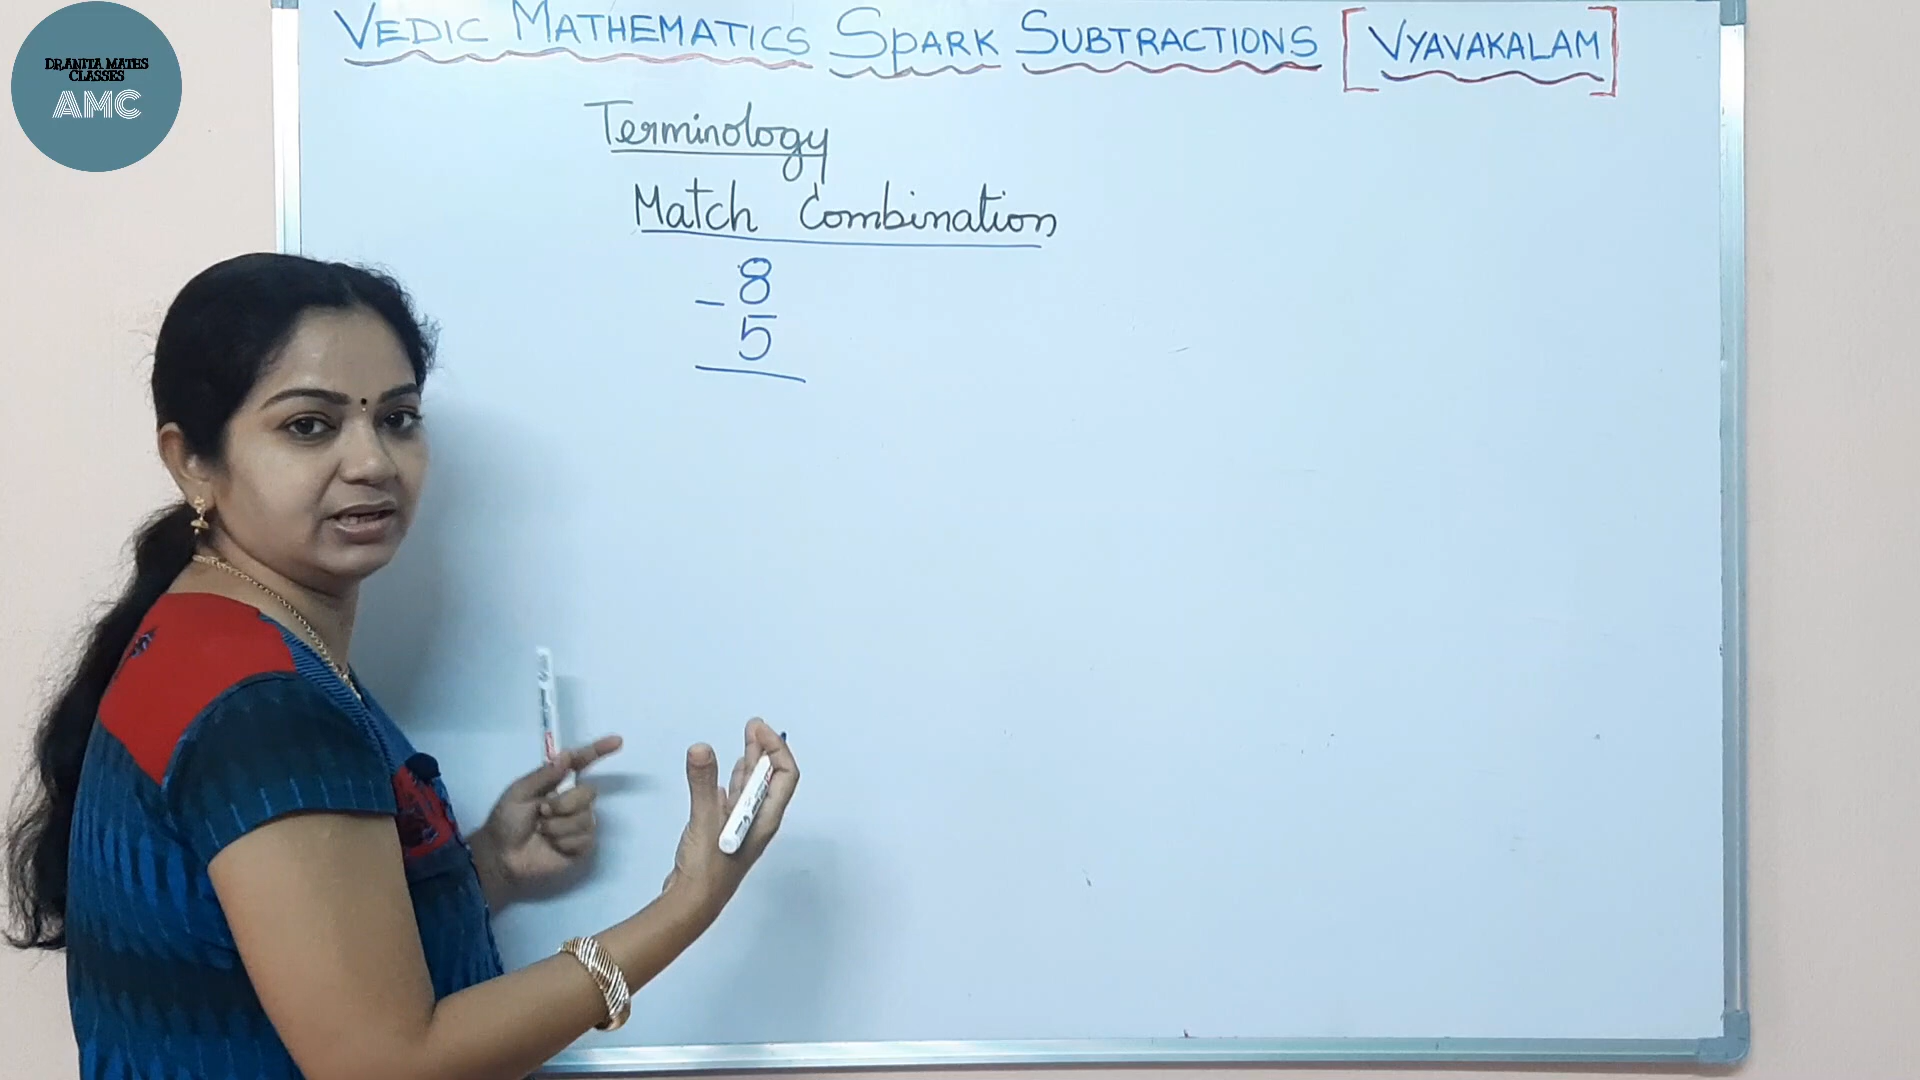 DR.ANITA MATHS
CLASSES
AMC
VEDIC MATHEMATICS SPARK SUBTRACTIONS [VYAVAKALAM]
Terminology
Match Combination
8
-
5